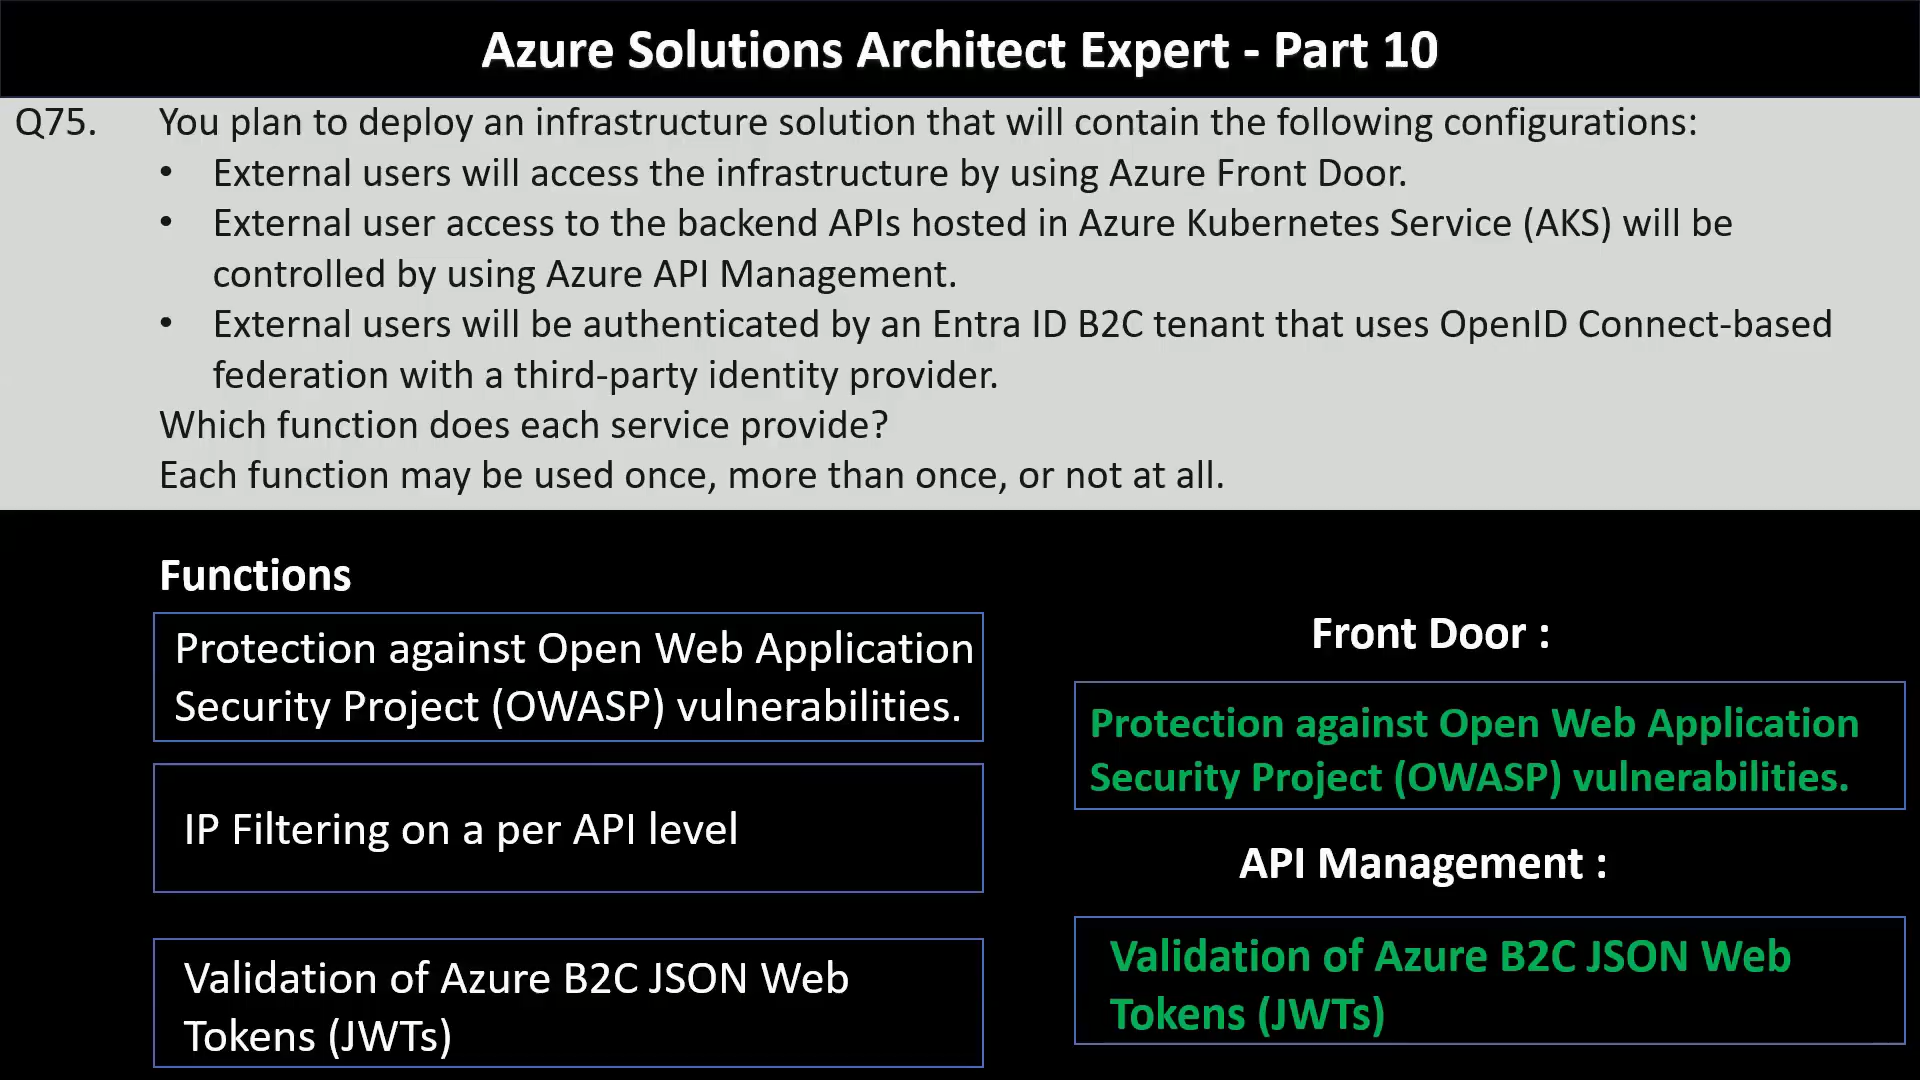 Azure Solutions Architect Expert - Part 10
Q75. You plan to deploy an infrastructure solution that will contain the following configurations:
• External users will access the infrastructure by using Azure Front Door.
• External user access to the backend APIs hosted in Azure Kubernetes Service (AKS) will be
controlled by using Azure API Management.
• External users will be authenticated by an Entra ID B2C tenant that uses OpenID Connect-based
federation with a third-party identity provider.
Which function does each service provide?
Each function may be used once, more than once, or not at all.
Functions
Protection against Open Web Application
Security Project (OWASP) vulnerabilities.
IP Filtering on a per API level
Validation of Azure B2C JSON Web
Tokens (JWTs)
Front Door :
Protection against Open Web Application
Security Project (OWASP) vulnerabilities.
API Management :
Validation of Azure B2C JSON Web
Tokens (JWTs)